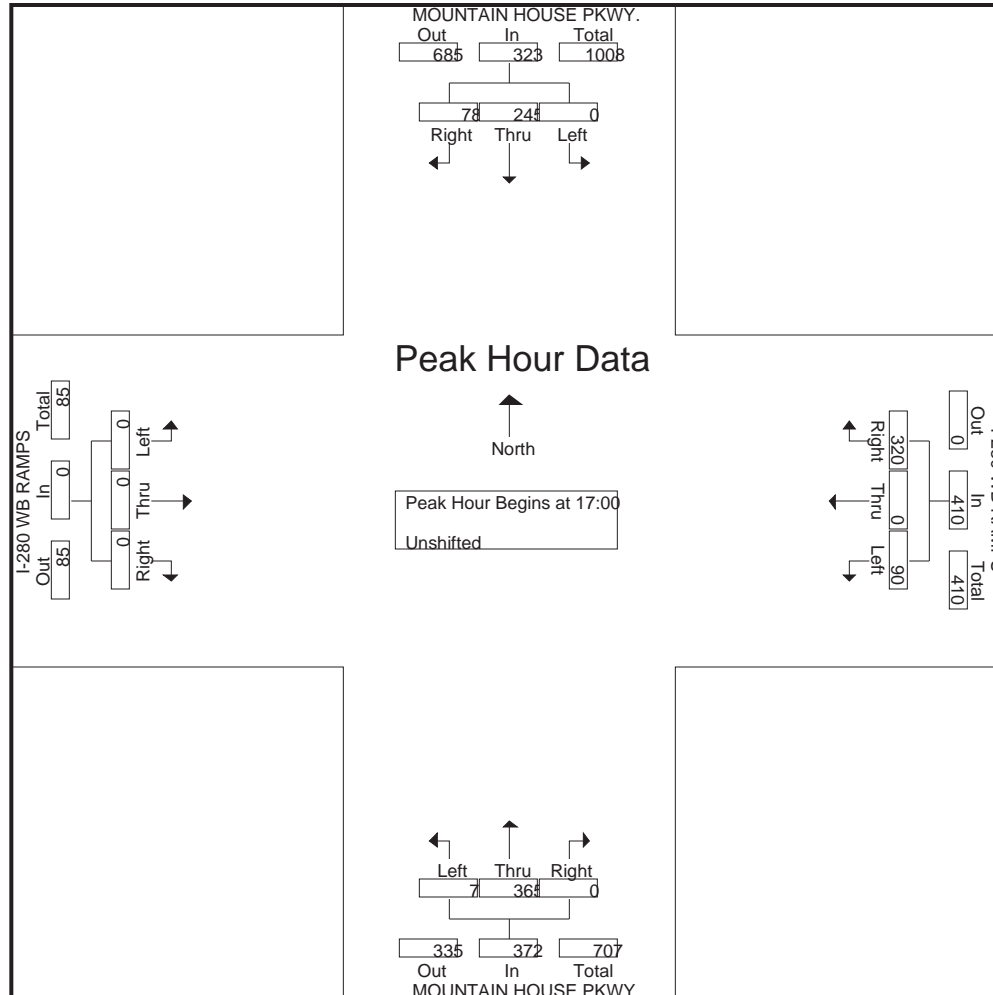 MOUNTAIN HOUSE PKWY.
Out In Total
685 323 1008
78 245 0
Right Thru Left
Peak Hour Data
North
Peak Hour Begins at 17:00
Unshifted
I-280 WB RAMPS
Total In Out
85 0 85
0 0 0
Left Thru Right
Out In Total
0 410 410
320 0 90
Right Thru Left
Left Thru Right
7 365 0
335 372 707
Out In Total
MOUNTAIN HOUSE PKWY